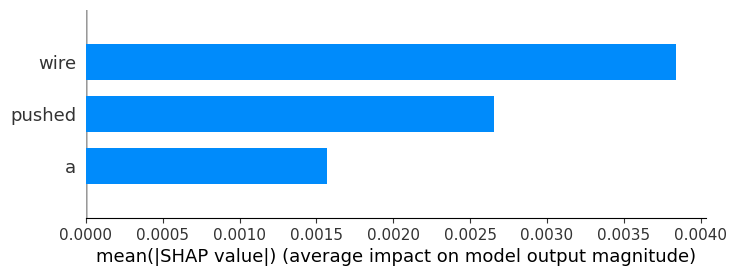 wire
pushed
a
0.0000 0.0005 0.0010 0.0015 0.0020 0.0025 0.0030 0.0035 0.0040
mean(|SHAP value|) (average impact on model output magnitude)